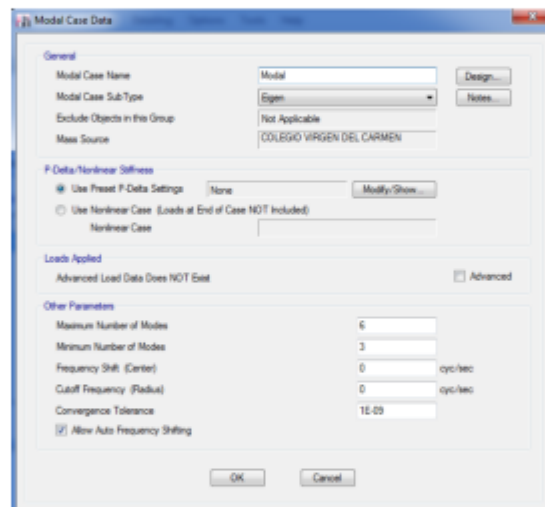 Modal Case Data
General
Modal Case Name Modal Design...
Modal Case SubType Eigen Notes...
Exclude Objects in this Group Not Applicable
Mass Source COLEGIO VIRGEN DEL CARMEN
P-Delta/Nonlinear Stiffness
Use Preset P-Delta Settings None Modify/Show...
Use Nonlinear Case (Loads at End of Case NOT Included)
Nonlinear Case
Loads Applied
Advanced Load Data Does NOT Exist Advanced
Other Parameters
Maximum Number of Modes 6
Minimum Number of Modes 3
Frequency Shift (Center) 0 cyc/sec
Cutoff Frequency (Radius) 0 cyc/sec
Convergence Tolerance 1E-09
Allow Auto Frequency Shifting
OK Cancel